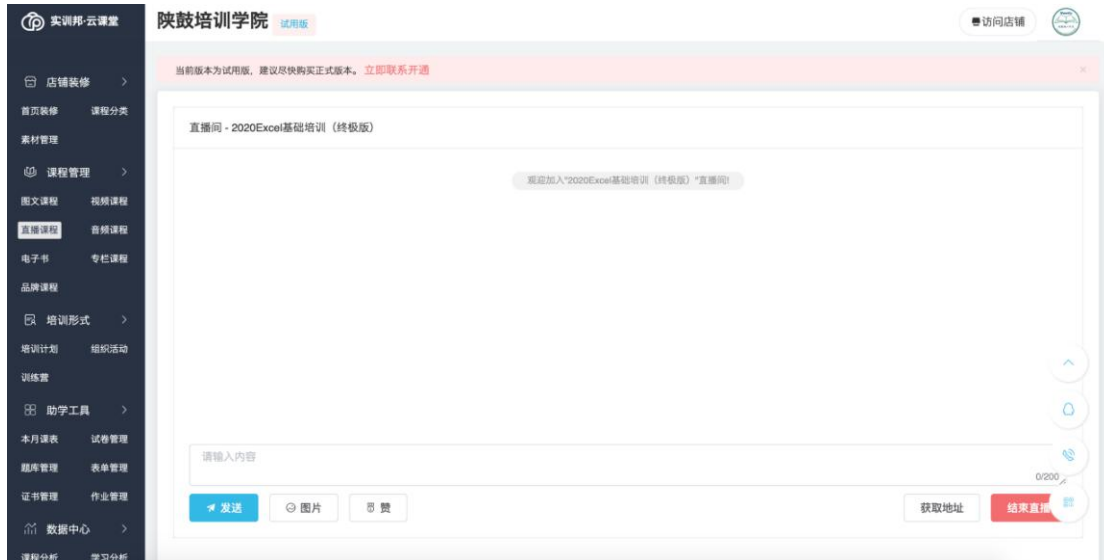 实训邦·云课堂
陕鼓培训学院 试用版
访问店铺
当前版本为试用版，建议尽快购买正式版本。 立即联系开通
店铺装修
首页装修 课程分类
素材管理
课程管理
图文课程 视频课程
直播课程 音频课程
电子书 专栏课程
品牌课程
培训形式
培训计划 组织活动
训练营
助学工具
本月课表 试卷管理
题库管理 表单管理
证书管理 作业管理
数据中心
课程分析 学习分析
直播间 - 2020Excel基础培训（终极版）
欢迎加入"2020Excel基础培训（终极版）"直播间!
请输入内容
0/200
发送 图片 赞
获取地址 结束直播